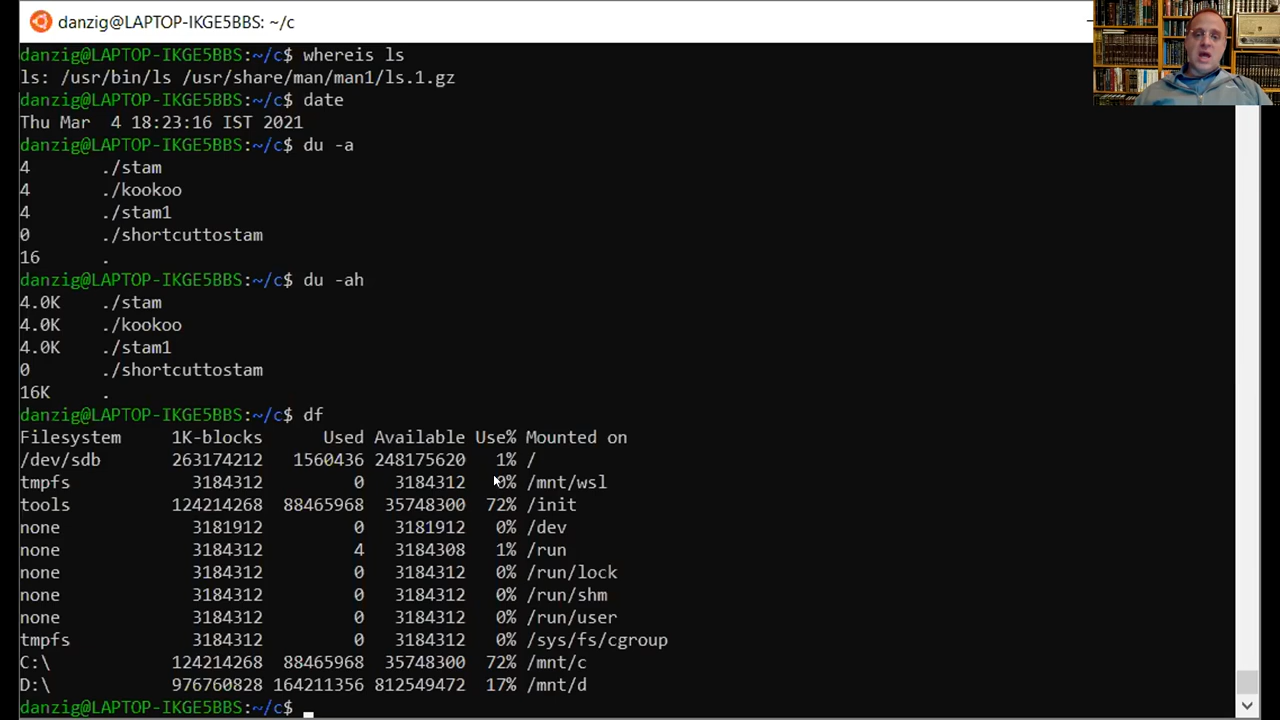 danzig@LAPTOP-IKGE5BBS: ~/c
danzig@LAPTOP-IKGE5BBS:~/c$ whereis ls
ls: /usr/bin/ls /usr/share/man/man1/ls.1.gz
danzig@LAPTOP-IKGE5BBS:~/c$ date
Thu Mar  4 18:23:16 IST 2021
danzig@LAPTOP-IKGE5BBS:~/c$ du -a
4       ./stam
4       ./kookoo
4       ./stam1
0       ./shortcuttostam
16      .
danzig@LAPTOP-IKGE5BBS:~/c$ du -ah
4.0K    ./stam
4.0K    ./kookoo
4.0K    ./stam1
0       ./shortcuttostam
16K     .
danzig@LAPTOP-IKGE5BBS:~/c$ df
Filesystem     1K-blocks      Used Available Use% Mounted on
/dev/sdb       263174212   1560436 248175620   1% /
tmpfs            3184312         0   3184312   0% /mnt/wsl
tools          124214268  88465968  35748300  72% /init
none             3181912         0   3181912   0% /dev
none             3184312         4   3184308   1% /run
none             3184312         0   3184312   0% /run/lock
none             3184312         0   3184312   0% /run/shm
none             3184312         0   3184312   0% /run/user
tmpfs            3184312         0   3184312   0% /sys/fs/cgroup
C:\            124214268  88465968  35748300  72% /mnt/c
D:\            976760828 164211356 812549472  17% /mnt/d
danzig@LAPTOP-IKGE5BBS:~/c$